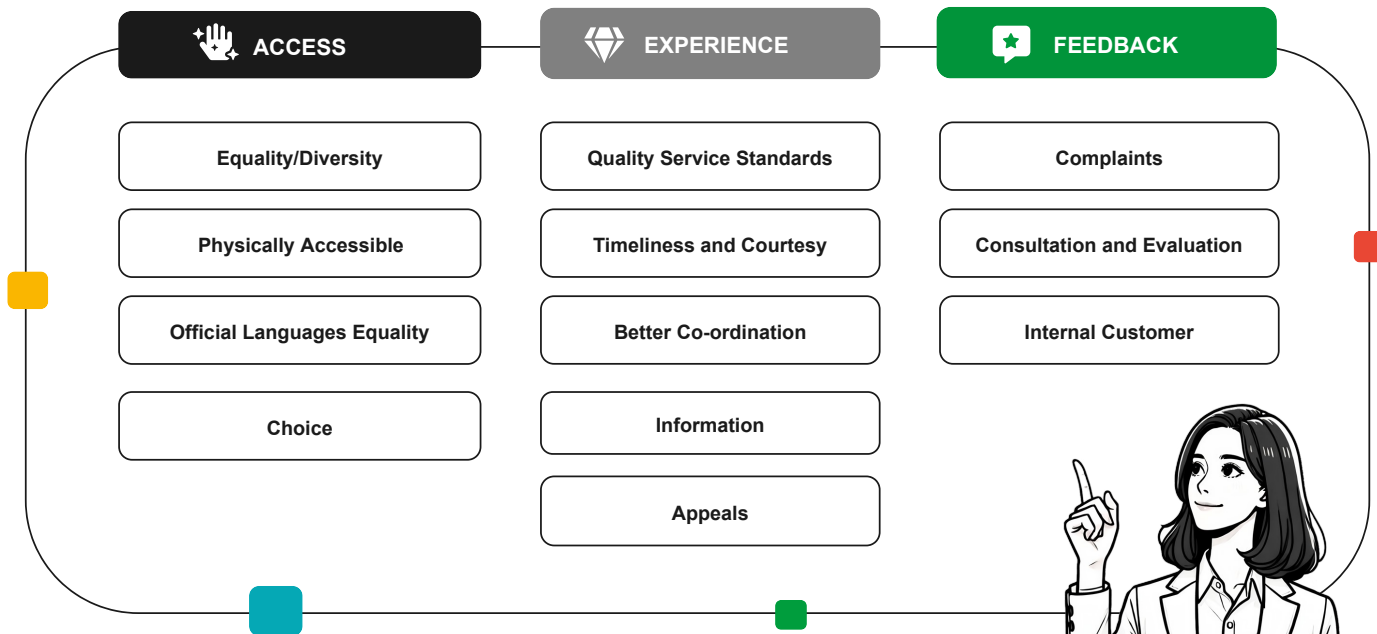 ACCESS
Equality/Diversity
Physically Accessible
Official Languages Equality
Choice
EXPERIENCE
Quality Service Standards
Timeliness and Courtesy
Better Co-ordination
Information
Appeals
FEEDBACK
Complaints
Consultation and Evaluation
Internal Customer